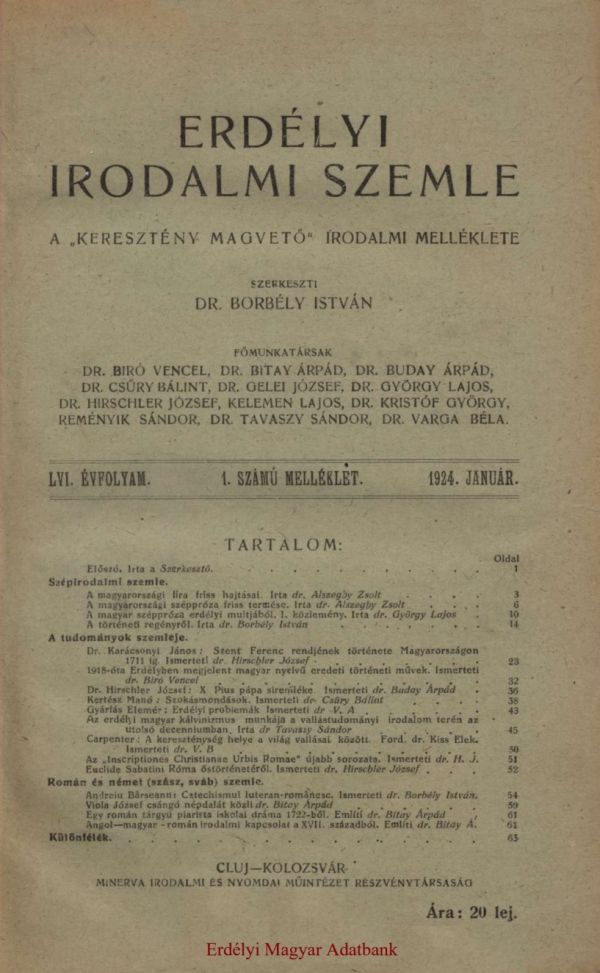 ERDÉLYI
IRODALMI SZEMLE
A „KERESZTÉNY MAGVETŐ“ IRODALMI MELLÉKLETE
SZERKESZTI
DR. BORBÉLY ISTVÁN
FŐMUNKATÁRSAK
DR. BIRÓ VENCEL, DR. BITAY ÁRPÁD, DR. BUDAY ÁRPÁD,
DR. CSŰRY BÁLINT, DR. GELEI JÓZSEF, DR. GYÖRGY LAJOS,
DR. HIRSCHLER JÓZSEF, KELEMEN LAJOS, DR. KRISTÓF GYÖRGY,
REMÉNYIK SÁNDOR, DR. TAVASZY SÁNDOR, DR. VARGA BÉLA.
LVI. ÉVFOLYAM. 1. SZÁMÚ MELLÉKLET. 1924. JANUÁR.
TARTALOM:
Oldal
Előszó. Irta a Szerkesztő. 1
Szépirodalmi szemle.
A magyarországi lira friss hajtásai. Irta dr. Alszeghy Zsolt 3
A magyarországi széppróza friss termése. Irta dr. Alszeghy Zsolt 6
A magyar széppróza erdélyi multjából. I. közlemény. Irta dr. György Lajos 10
A történeti regényről. Irta dr. Borbély István 14
A tudományok szemléje.
Dr. Karácsonyi János: Szent Ferenc rendjének története Magyarországon
1711 ig. Ismerteti dr. Hirschler József 23
1918-óta Erdélyben megjelent magyar nyelvű eredeti történeti művek. Ismerteti
dr. Biró Vencel 32
Dr. Hirschler József: X Pius pápa siremléke. Ismerteti dr. Buday Árpád 36
Kertész Manó: Szokásmondások. Ismerteti dr. Csűry Bálint 38
Gyárfás Elemér: Erdélyi problémák Ismerteti dr. V. A. 43
Az erdélyi magyar kálvinizmus munkája a vallástudományi irodalom terén az
utolsó decenniumban. Irta dr Tavaszy Sándor 45
Carpenter: A kereszténység helye a világ vallásai között. Ford. dr. Kiss Elek.
Ismerteti dr. V. B 50
Az „Inscriptiones Christianae Urbis Romae“ újabb sorozata. Ismerteti dr. H. J. 51
Euclide Sabatini Róma őstörténetéről. Ismerteti dr. Hirschler József 52
Román és német (szász, sváb) szemle.
Andreiu Bârseanu: Catechismul luteran-românesc. Ismerteti dr. Borbély István. 54
Viola József csángó népdalát közli dr. Bitay Árpád 59
Egy román tárgyú piarista iskolai dráma 1722-ből. Említi dr. Bitay Árpád 61
Angol—magyar-román irodalmi kapcsolat a XVII. századból. Említi dr. Bitay Á. 61
Különfélék. 63
CLUJ—KOLOZSVÁR
MINERVA IRODALMI ÉS NYOMDAI MŰINTÉZET RÉSZVÉNYTÁRSASÁG
Ára: 20 lej.
Erdélyi Magyar Adatbank